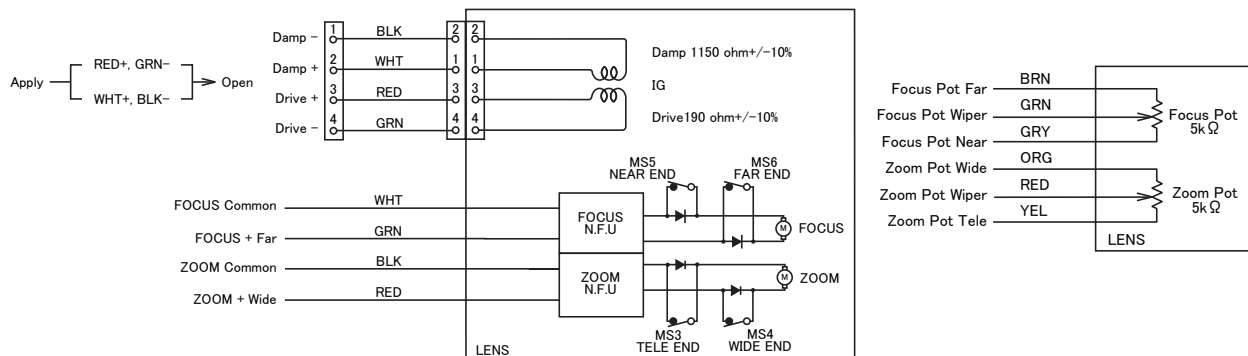 Apply
RED+, GRN-
WHT+, BLK-
Open
Damp -
Damp +
Drive +
Drive -
1
2
3
4
BLK
WHT
RED
GRN
2
1
3
4
2
1
3
4
Damp 1150 ohm+/-10%
IG
Drive190 ohm+/-10%
MS5
NEAR END
MS6
FAR END
FOCUS Common
WHT
FOCUS + Far
GRN
ZOOM Common
BLK
ZOOM + Wide
RED
FOCUS
N.F.U
ZOOM
N.F.U
M
FOCUS
M
ZOOM
MS3
TELE END
MS4
WIDE END
LENS
Focus Pot Far
BRN
Focus Pot Wiper
GRN
Focus Pot Near
GRY
Zoom Pot Wide
ORG
Zoom Pot Wiper
RED
Zoom Pot Tele
YEL
Focus Pot
5kΩ
Zoom Pot
5kΩ
LENS